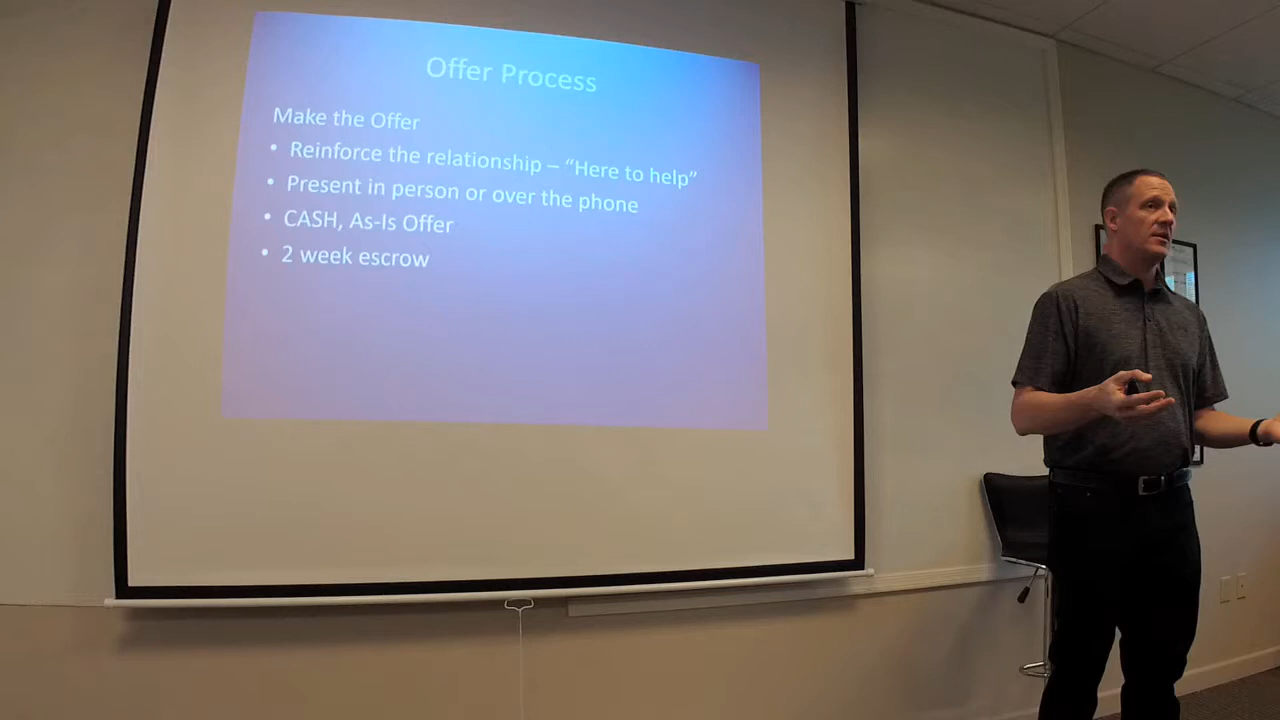 Offer Process
Make the Offer
• Reinforce the relationship – “Here to help”
• Present in person or over the phone
• CASH, As-Is Offer
• 2 week escrow